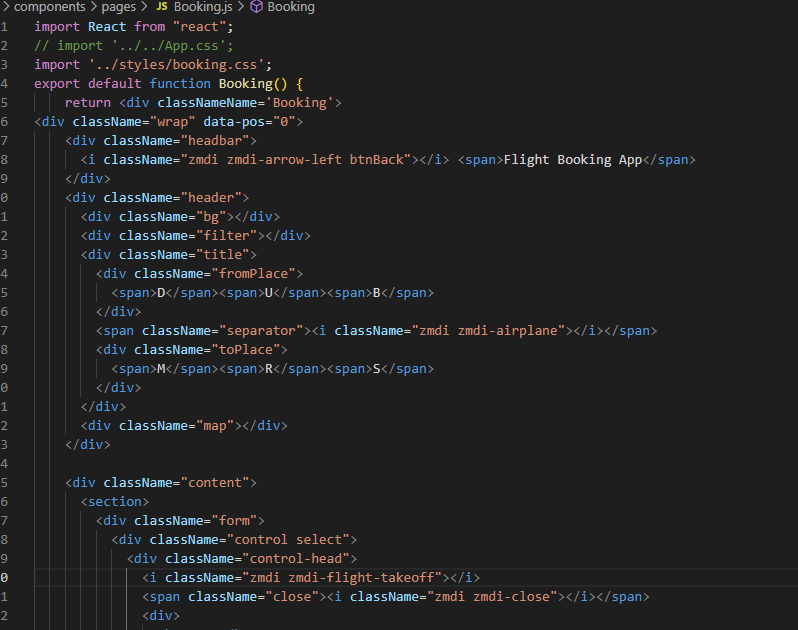 components > pages > JS Booking.js > Booking
1 import React from "react";
2 // import '../../App.css';
3 import '../styles/booking.css';
4 export default function Booking() {
5 return <div classNameName='Booking'>
6 <div className="wrap" data-pos="0">
7 <div className="headbar">
8 <i className="zmdi zmdi-arrow-left btnBack"></i> <span>Flight Booking App</span>
9 </div>
0 <div className="header">
1 <div className="bg"></div>
2 <div className="filter"></div>
3 <div className="title">
4 <div className="fromPlace">
5 <span>D</span><span>U</span><span>B</span>
6 </div>
7 <span className="separator"><i className="zmdi zmdi-airplane"></i></span>
8 <div className="toPlace">
9 <span>M</span><span>R</span><span>S</span>
0 </div>
1 </div>
2 <div className="map"></div>
3 </div>
4
5 <div className="content">
6 <section>
7 <div className="form">
8 <div className="control select">
9 <div className="control-head">
0 <i className="zmdi zmdi-flight-takeoff"></i>
1 <span className="close"><i className="zmdi zmdi-close"></i></span>
2 <div>